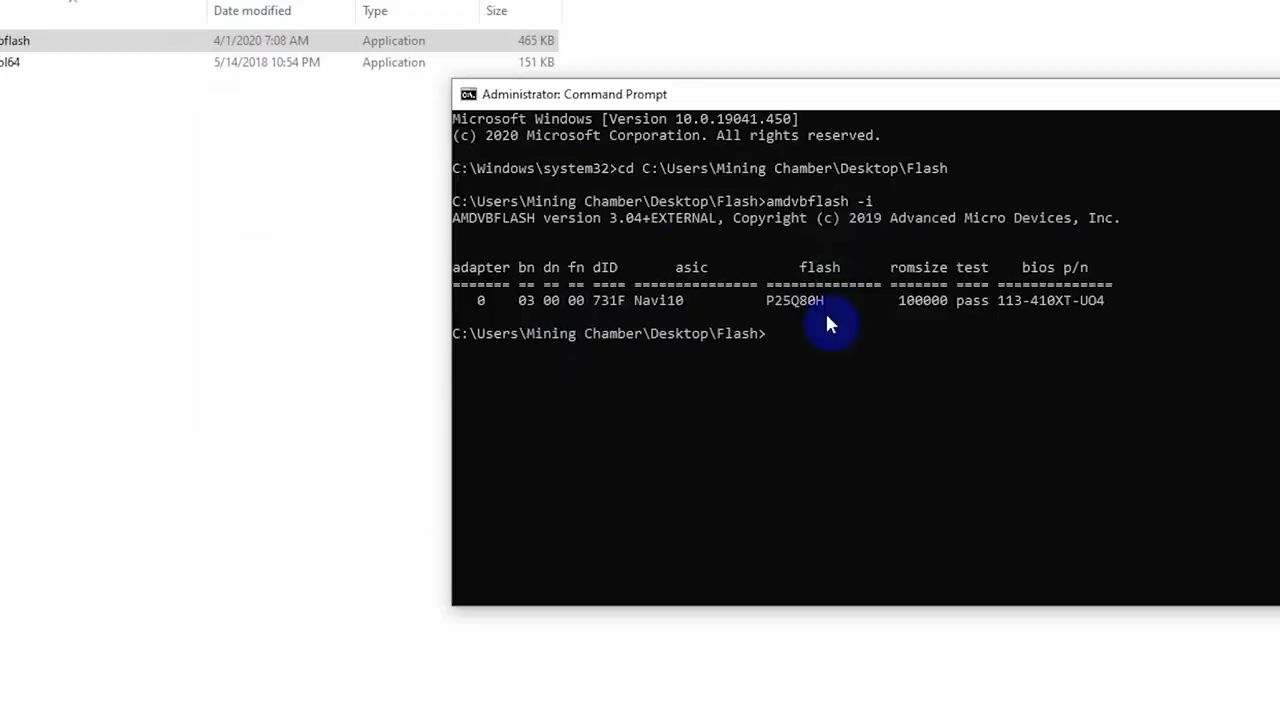 Date modified Type Size
oflash 4/1/2020 7:08 AM Application 465 KB
ol64 5/14/2018 10:54 PM Application 151 KB
Administrator: Command Prompt
Microsoft Windows [Version 10.0.19041.450]
(c) 2020 Microsoft Corporation. All rights reserved.
C:\Windows\system32>cd C:\Users\Mining Chamber\Desktop\Flash
C:\Users\Mining Chamber\Desktop\Flash>amdvbflash -i
AMDVBFLASH version 3.04+EXTERNAL, Copyright (c) 2019 Advanced Micro Devices, Inc.
adapter bn dn fn dID asic flash romsize test bios p/n
======= == == == ==== =============== ============== ======= ==== ==============
0 03 00 00 731F Navi10 P25Q80H 100000 pass 113-410XT-UO4
C:\Users\Mining Chamber\Desktop\Flash>